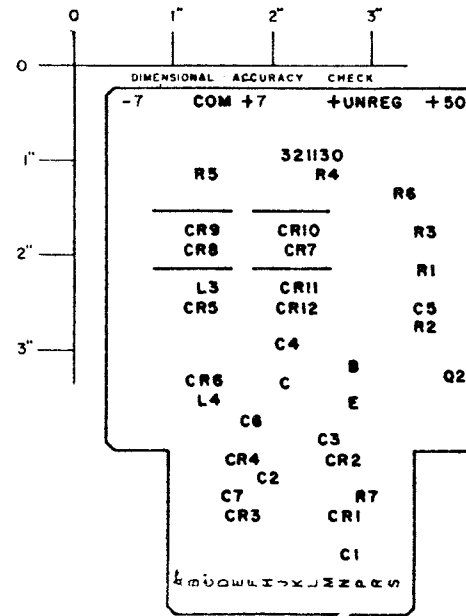 0 1" 2" 3"
0
DIMENSIONAL ACCURACY CHECK
-7 COM +7 +UNREG +50
1"
321130
R5 R4
R6
CR9 CR10 R3
CR8 CR7
2"
R1
L3 CR11
CR5 CR12 C5
R2
3"
C4
B
CR6 C Q2
L4 E
C6
C3
CR4 CR2
C2
C7 R7
CR3 CR1
C1
A B C D E F H J K L M N P R S